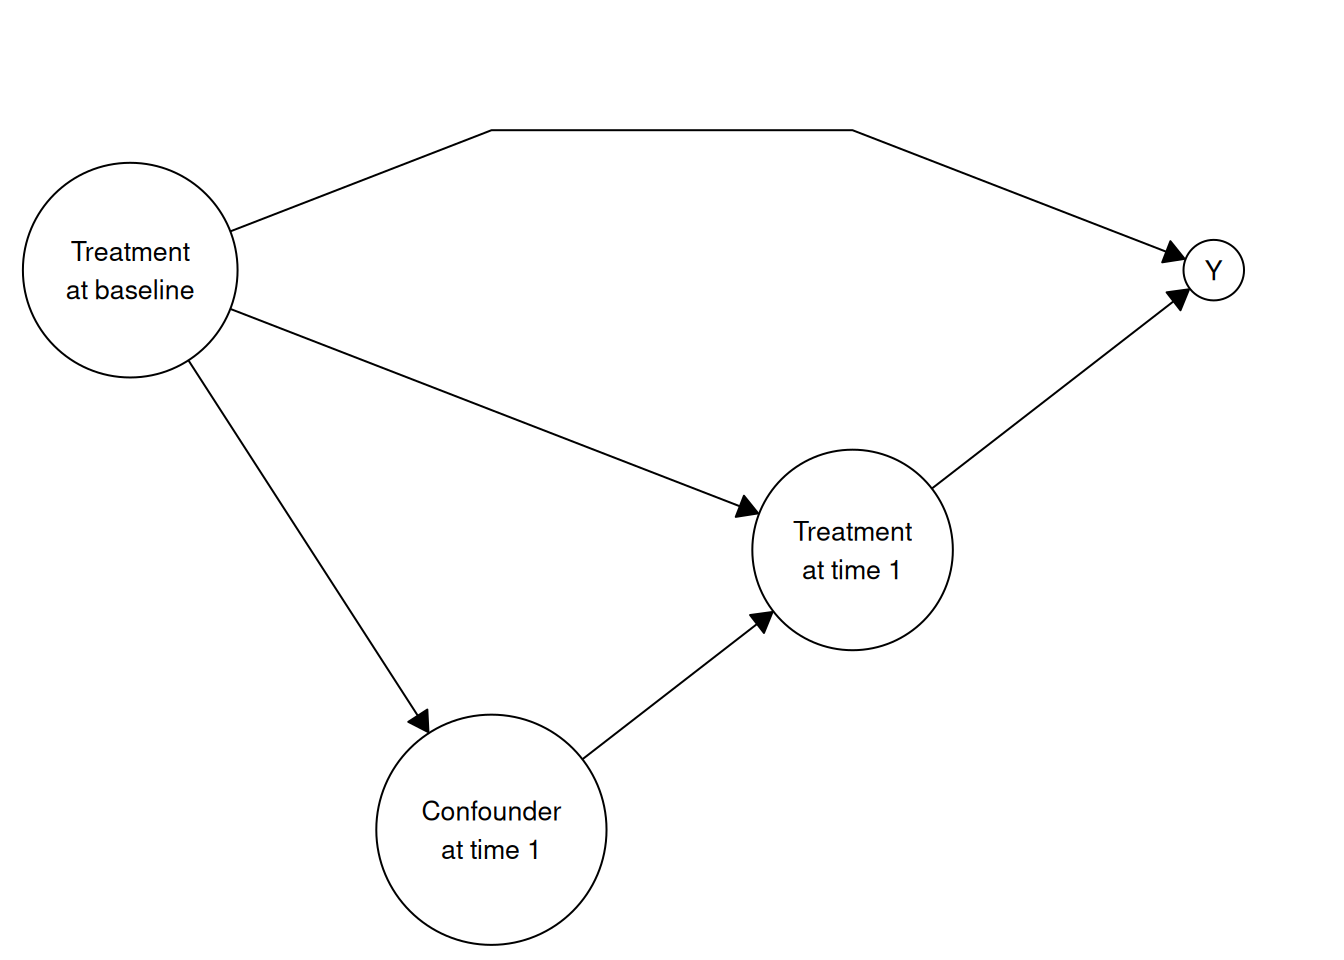 Treatment
at baseline
Y
Treatment
at time 1
Confounder
at time 1